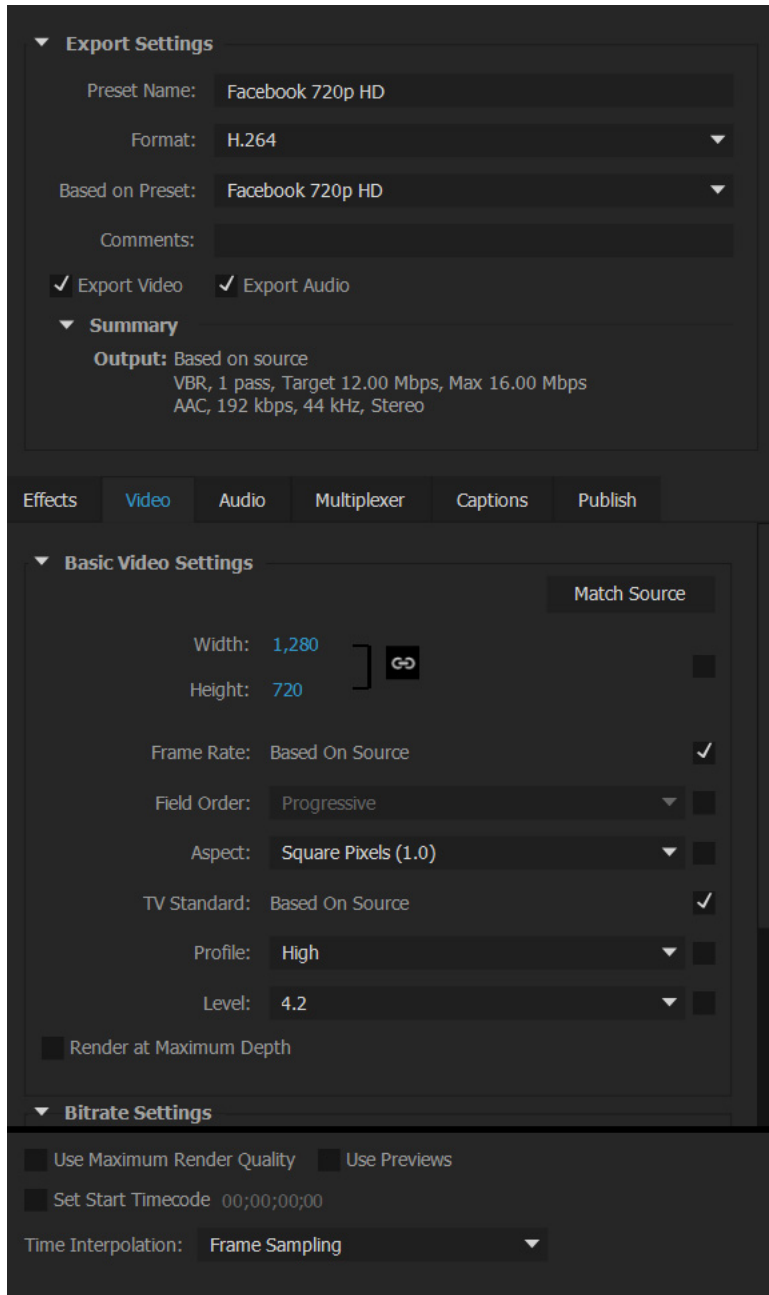 Export Settings
Preset Name: Facebook 720p HD
Format: H.264
Based on Preset: Facebook 720p HD
Comments:
Export Video Export Audio
Summary
Output: Based on source
VBR, 1 pass, Target 12.00 Mbps, Max 16.00 Mbps
AAC, 192 kbps, 44 kHz, Stereo
Effects Video Audio Multiplexer Captions Publish
Basic Video Settings
Match Source
Width: 1,280
Height: 720
Frame Rate: Based On Source
Field Order: Progressive
Aspect: Square Pixels (1.0)
TV Standard: Based On Source
Profile: High
Level: 4.2
Render at Maximum Depth
Bitrate Settings
Use Maximum Render Quality Use Previews
Set Start Timecode 00;00;00;00
Time Interpolation: Frame Sampling